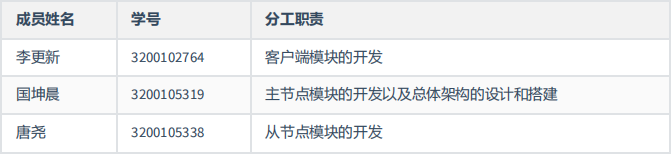 成员姓名 学号 分工职责
李更新 3200102764 客户端模块的开发
国坤晨 3200105319 主节点模块的开发以及总体架构的设计和搭建
唐尧 3200105338 从节点模块的开发